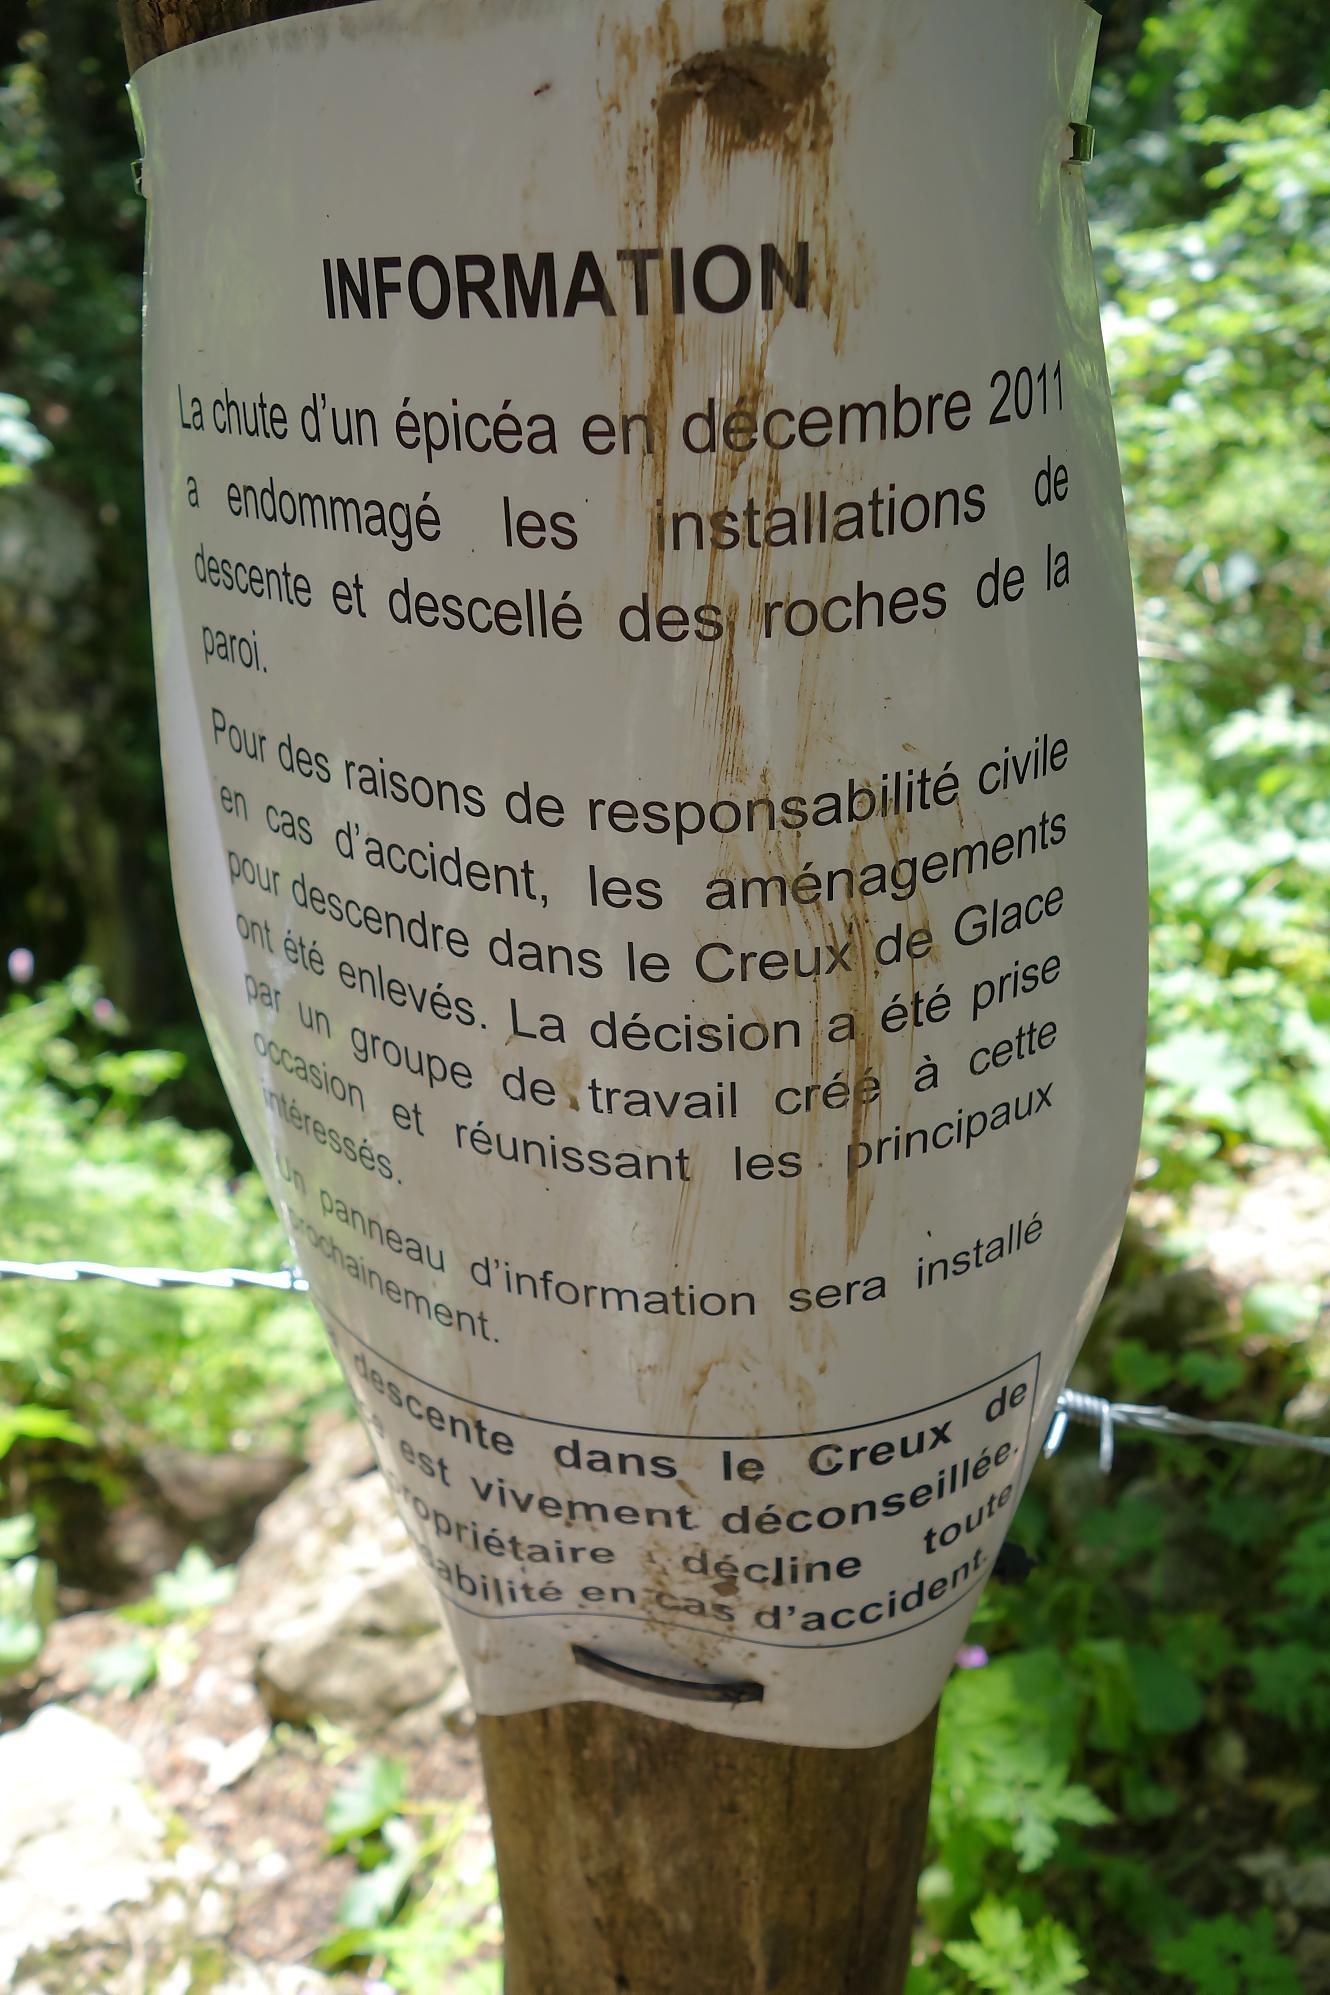 INFORMATION
La chute d'un épicéa en décembre 2011
a endommagé les installations de
descente et descellé des roches de la
paroi.
Pour des raisons de responsabilité civile
en cas d'accident, les aménagements
pour descendre dans le Creux de Glace
ont été enlevés. La décision a été prise
par un groupe de travail créé à cette
occasion et réunissant les principaux
intéressés.
Un panneau d'information sera installé
prochainement.
descente dans le Creux de
est vivement déconseillée.
propriétaire décline toute
en cas d'accident.